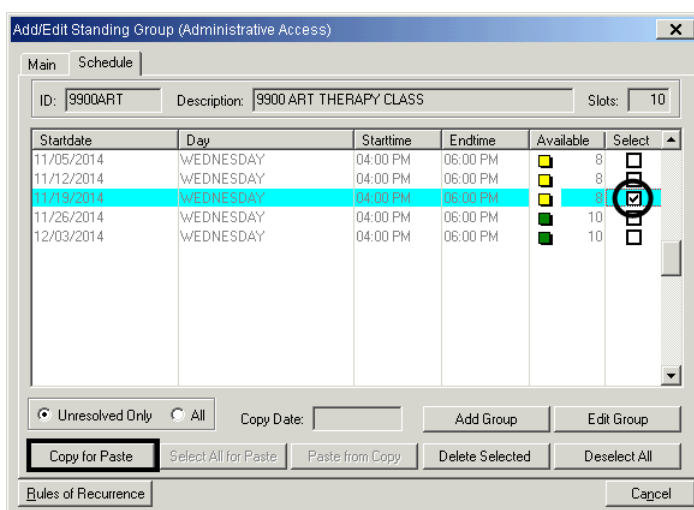 Add/Edit Standing Group (Administrative Access)
Main Schedule
ID: 9900ART Description: 9900 ART THERAPY CLASS Slots: 10
Startdate Day Starttime Endtime Available Select
11/05/2014 WEDNESDAY 04:00 PM 06:00 PM 8
11/12/2014 WEDNESDAY 04:00 PM 06:00 PM 8
11/19/2014 WEDNESDAY 04:00 PM 06:00 PM 8
11/26/2014 WEDNESDAY 04:00 PM 06:00 PM 10
12/03/2014 WEDNESDAY 04:00 PM 06:00 PM 10
Unresolved Only All Copy Date: Add Group Edit Group
Copy for Paste Select All for Paste Paste from Copy Delete Selected Deselect All
Rules of Recurrence Cancel